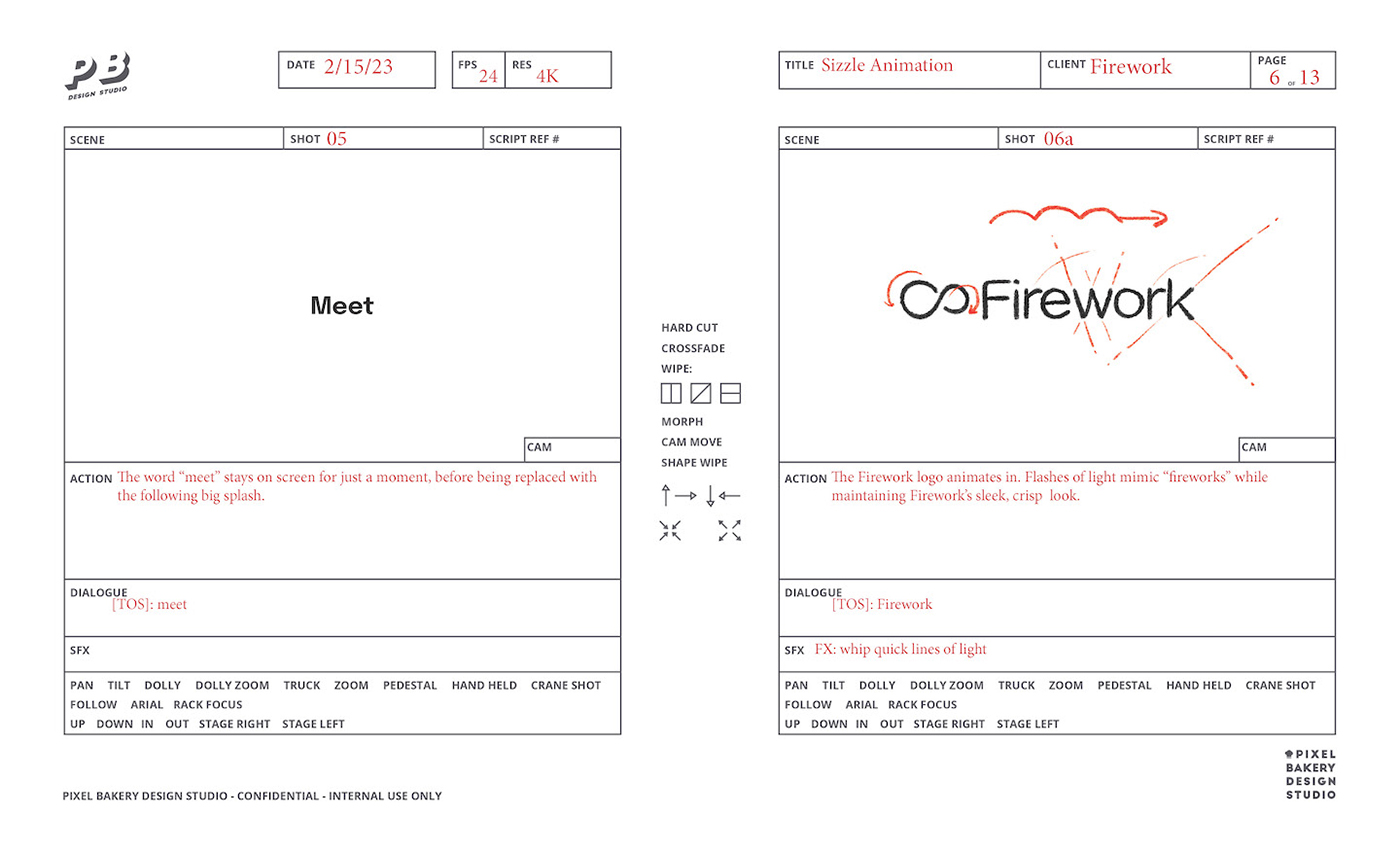 PB
DESIGN STUDIO
DATE 2/15/23
FPS 24
RES 4K
TITLE Sizzle Animation
CLIENT Firework
PAGE 6 OF 13
SCENE
SHOT 05
SCRIPT REF #
Meet
CAM
ACTION The word “meet” stays on screen for just a moment, before being replaced with
the following big splash.
DIALOGUE
[TOS]: meet
SFX
PAN TILT DOLLY DOLLY ZOOM TRUCK ZOOM PEDESTAL HAND HELD CRANE SHOT
FOLLOW ARIAL RACK FOCUS
UP DOWN IN OUT STAGE RIGHT STAGE LEFT
HARD CUT
CROSSFADE
WIPE:
MORPH
CAM MOVE
SHAPE WIPE
SCENE
SHOT 06a
SCRIPT REF #
Firework
CAM
ACTION The Firework logo animates in. Flashes of light mimic “fireworks” while
maintaining Firework’s sleek, crisp look.
DIALOGUE
[TOS]: Firework
SFX FX: whip quick lines of light
PAN TILT DOLLY DOLLY ZOOM TRUCK ZOOM PEDESTAL HAND HELD CRANE SHOT
FOLLOW ARIAL RACK FOCUS
UP DOWN IN OUT STAGE RIGHT STAGE LEFT
PIXEL BAKERY DESIGN STUDIO - CONFIDENTIAL - INTERNAL USE ONLY
PIXEL
BAKERY
DESIGN
STUDIO